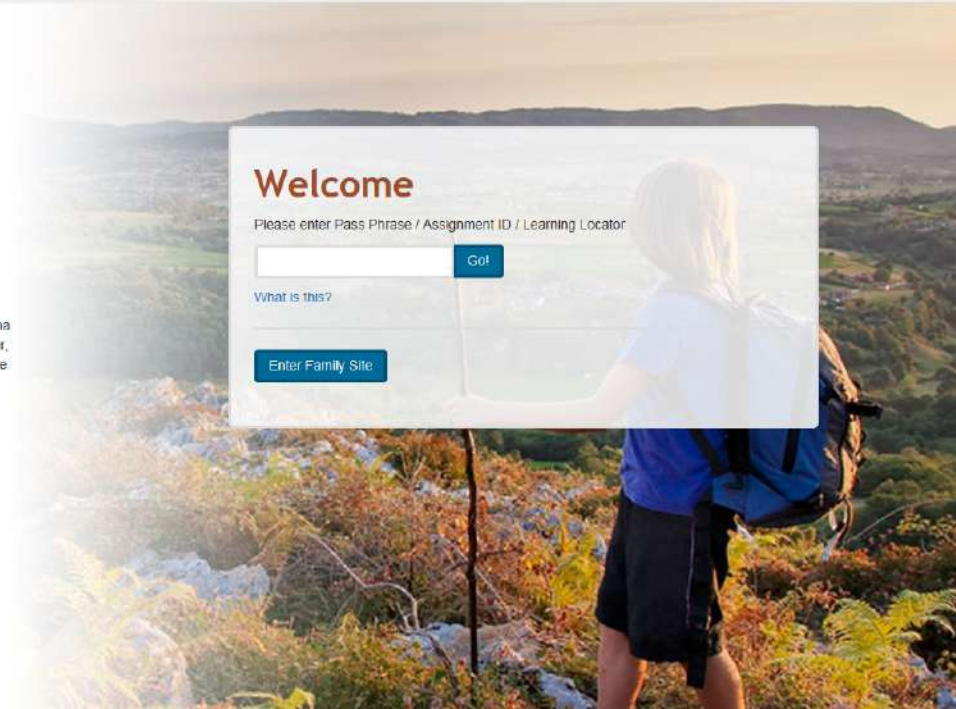 Welcome
Please enter Pass Phrase / Assignment ID / Learning Locator
Go!
What is this?
Enter Family Site